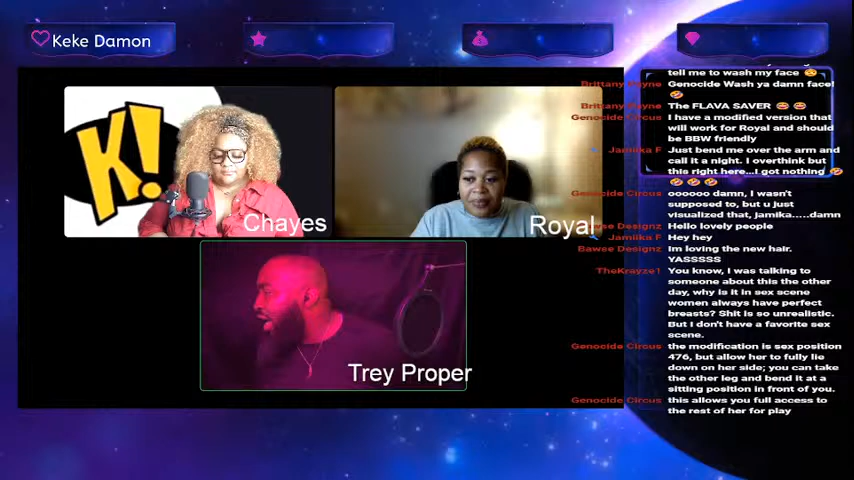 Keke Damon
K!
Chayes
Royal
Trey Proper
tell me to wash my face
Genocide Wash ya damn face!
Brittany
The FLAVA SAVER
Genocide Circus
I have a modified version that
will work for Royal and should
be BBW friendly
Jamiika F
Just bend me over the arm and
call it a night. I overthink but
this right here...I got nothing
Genocide Circus
oooooo damn, I wasn't
supposed to, but u just
visualized that, jamika.....damn
Designz
Hello lovely people
Jamiika F
Hey hey
Bawse Designz
Im loving the new hair.
YASSSSS
TheKrayze1
You know, I was talking to
someone about this the other
day, why is it in sex scene
women always have perfect
breasts? Shit is so unrealistic.
But I don't have a favorite sex
scene.
Genocide Circus
the modification is sex position
476, but allow her to fully lie
down on her side; you can take
the other leg and bend it at a
sitting position in front of you.
Genocide Circus
this allows you full access to
the rest of her for play